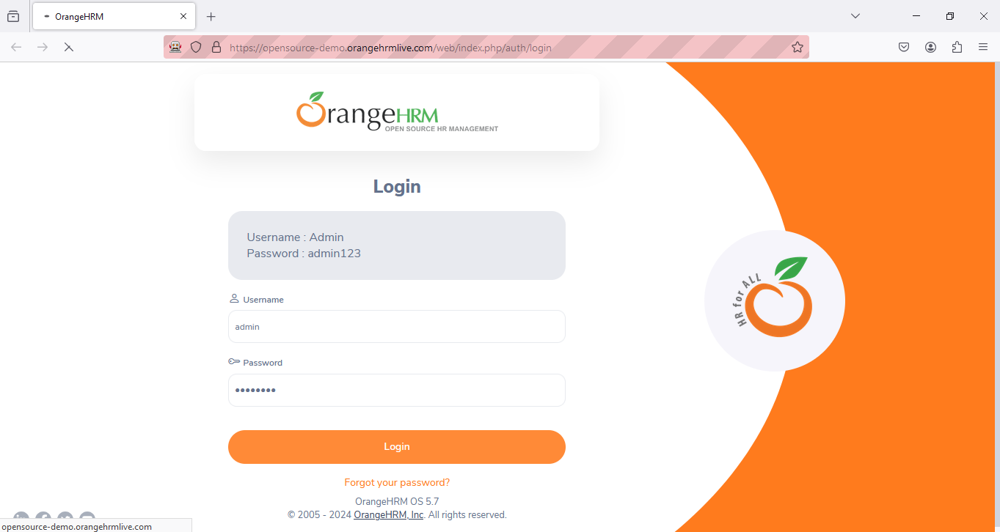 OrangeHRM
https://opensource-demo.orangehrmlive.com/web/index.php/auth/login
OrangeHRM
OPEN SOURCE HR MANAGEMENT
Login
Username : Admin
Password : admin123
Username
admin
Password
••••••••
Login
Forgot your password?
OrangeHRM OS 5.7
© 2005 - 2024 OrangeHRM, Inc. All rights reserved.
HR for ALL
opensource-demo.orangehrmlive.com